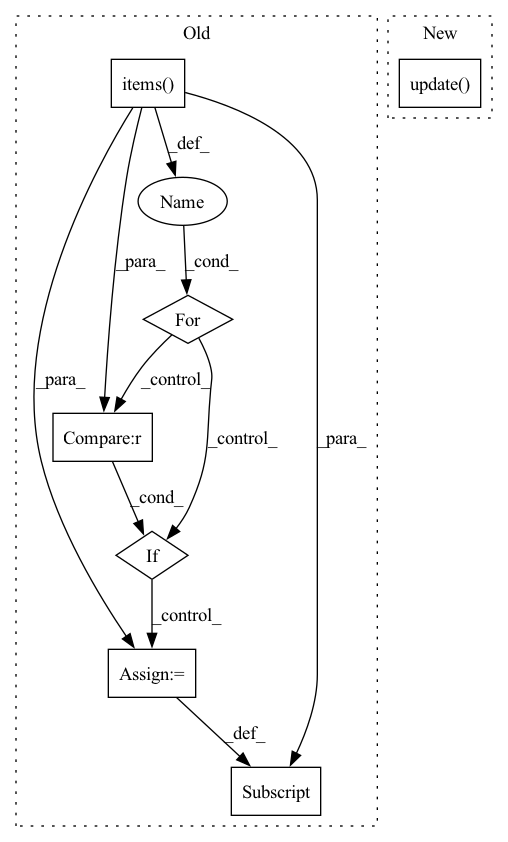 Old
New
items()
update()
_def_
Name
_para_
_cond_
For
_para_
_control_
_control_
_para_
Compare:r
_cond_
If
_control_
Assign:=
_def_
Subscript